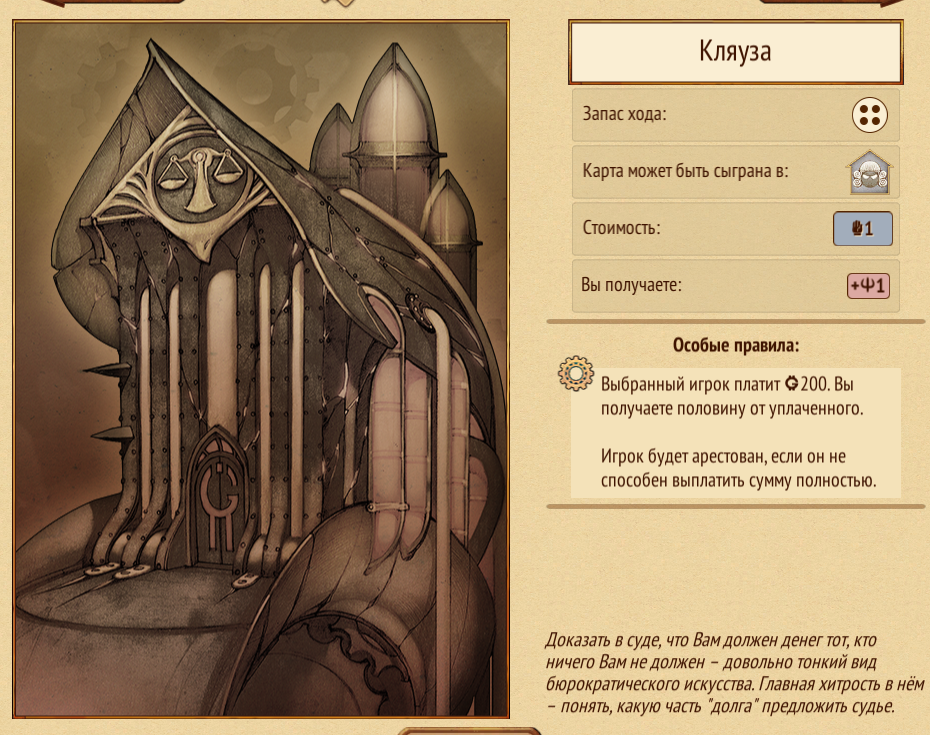 Кляуза
Запас хода:
Карта может быть сыграна в:
Стоимость: 1
Вы получаете: +1
Особые правила:
Выбранный игрок платит 200. Вы
получаете половину от уплаченного.
Игрок будет арестован, если он не
способен выплатить сумму полностью.
Доказать в суде, что Вам должен денег тот, кто
ничего Вам не должен – довольно тонкий вид
бюрократического искусства. Главная хитрость в нём
– понять, какую часть "долга" предложить судье.